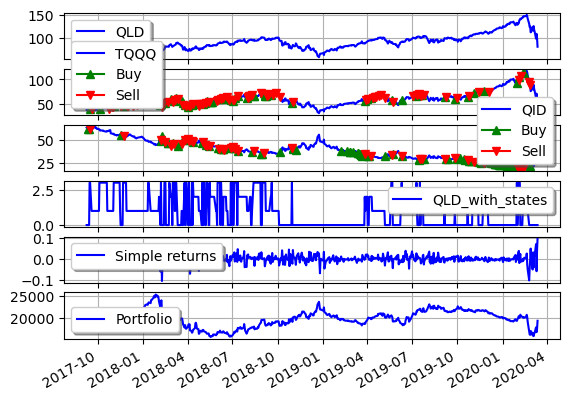 150
QLD
100
TQQQ
Buy
100
Sell
50
QID
Buy
50
Sell
25
2.5
QLD_with_states
0.0
0.1
Simple returns
0.0
-0.1
25000
20000
Portfolio
2017-10
2018-01
2018-04
2018-07
2018-10
2019-01
2019-04
2019-07
2019-10
2020-01
2020-04